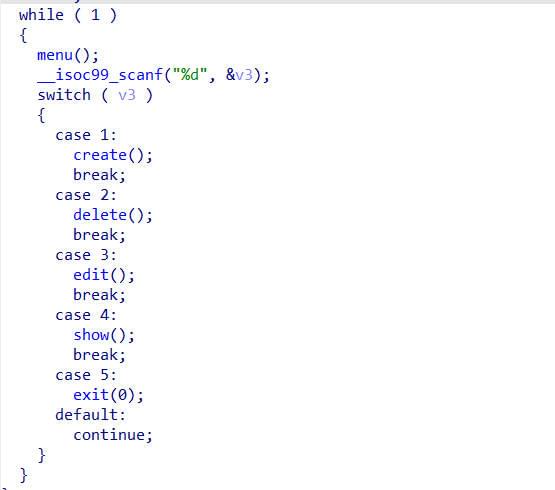 while ( 1 )
{
menu();
__isoc99_scanf("%d", &v3);
switch ( v3 )
{
case 1:
create();
break;
case 2:
delete();
break;
case 3:
edit();
break;
case 4:
show();
break;
case 5:
exit(0);
default:
continue;
}
}